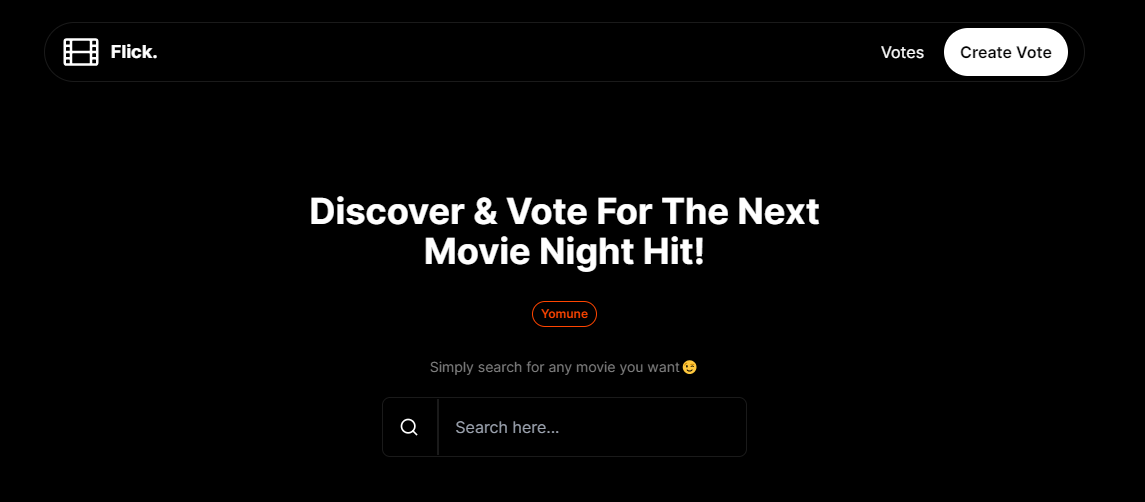 Flick.
Votes
Create Vote
Discover & Vote For The Next
Movie Night Hit!
Yomune
Simply search for any movie you want😉
Search here...